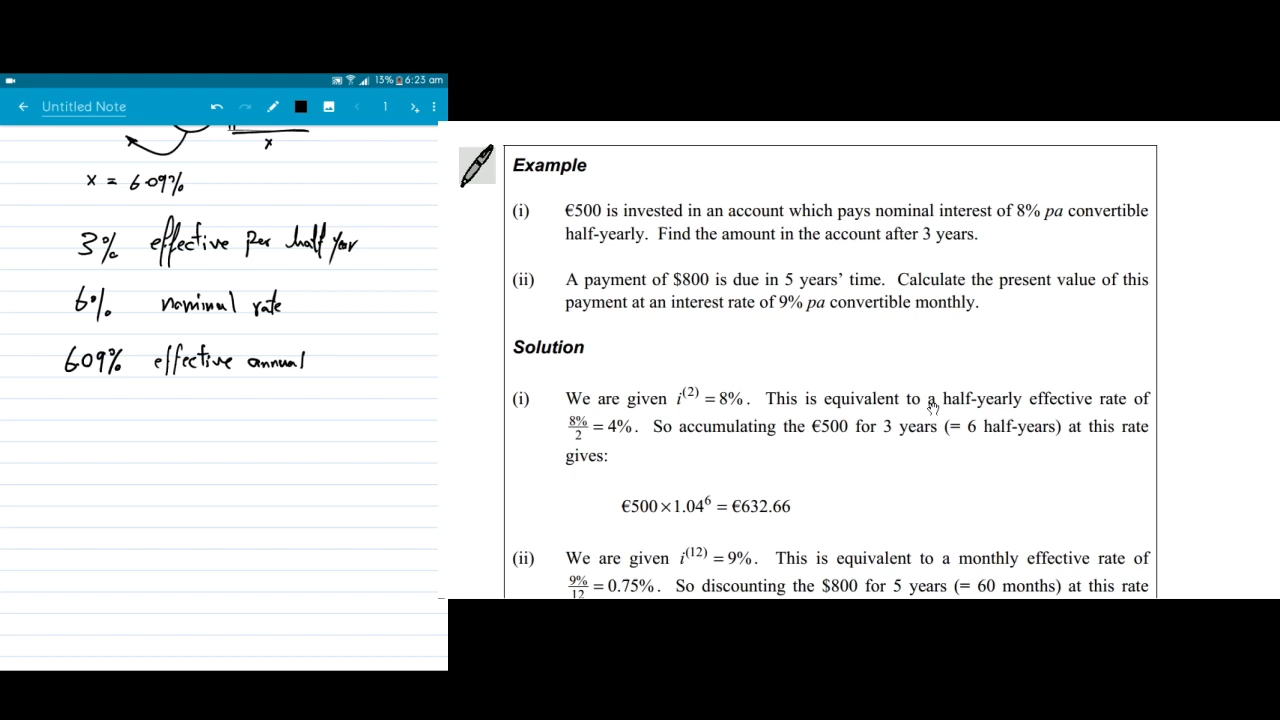 13% 6:23 am
Untitled Note
1
x
x = 6.09%
3% effective per half year
6% nominal rate
6.09% effective annual
Example
(i) €500 is invested in an account which pays nominal interest of 8% pa convertible
half-yearly. Find the amount in the account after 3 years.
(ii) A payment of $800 is due in 5 years' time. Calculate the present value of this
payment at an interest rate of 9% pa convertible monthly.
Solution
(i) We are given i(2) = 8%. This is equivalent to a half-yearly effective rate of
8%/2 = 4%. So accumulating the €500 for 3 years (= 6 half-years) at this rate
gives:
€500 × 1.04⁶ = €632.66
(ii) We are given i(12) = 9%. This is equivalent to a monthly effective rate of
9%/12 = 0.75%. So discounting the $800 for 5 years (= 60 months) at this rate